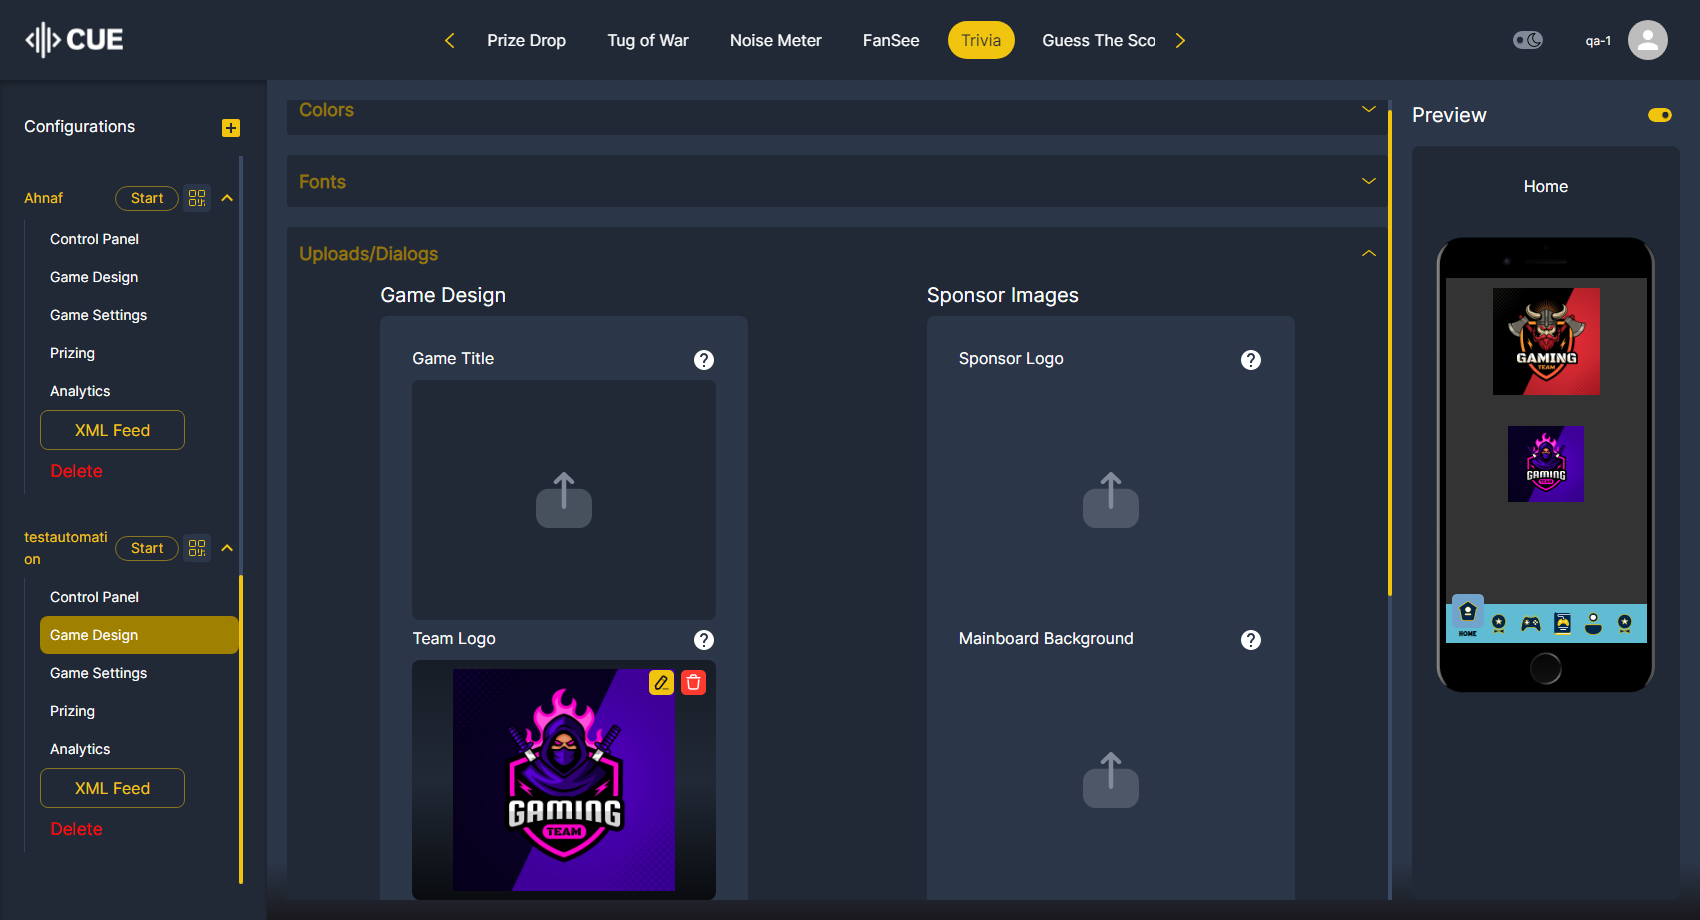 CUE
Prize Drop
Tug of War
Noise Meter
FanSee
Trivia
Guess The Sco
qa-1
Configurations
Ahnaf
Start
Control Panel
Game Design
Game Settings
Prizing
Analytics
XML Feed
Delete
testautomati
on
Start
Control Panel
Game Design
Game Settings
Prizing
Analytics
XML Feed
Delete
Colors
Fonts
Uploads/Dialogs
Game Design
Game Title
?
Team Logo
?
GAMING
TEAM
Sponsor Images
Sponsor Logo
?
Mainboard Background
?
Preview
Home
GAMING
TEAM
GAMING
TEAM
HOME